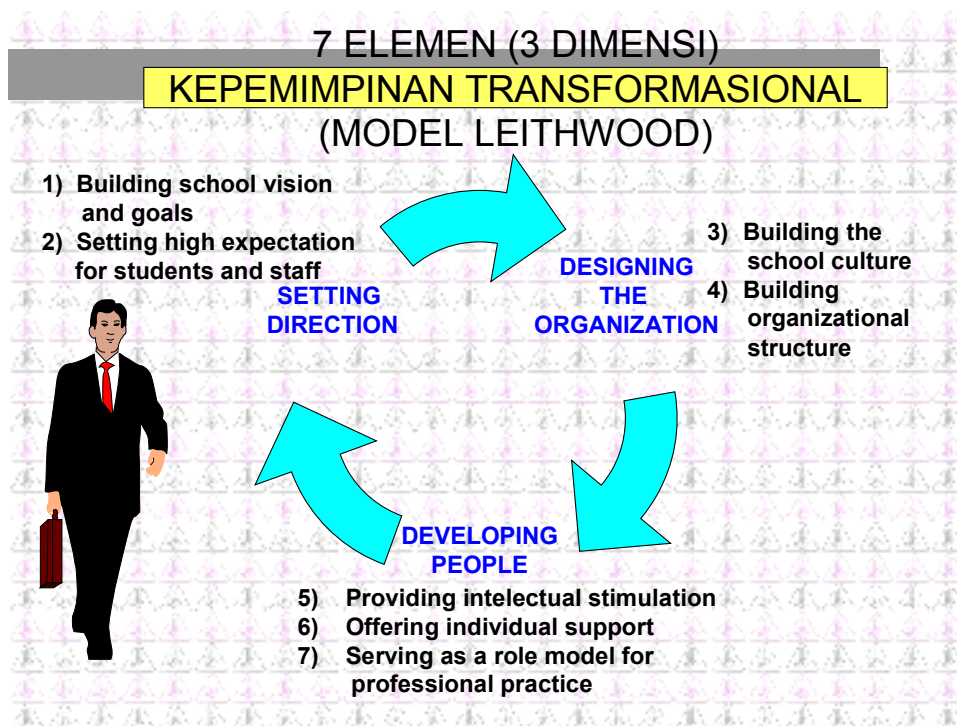 7 ELEMEN (3 DIMENSI)
KEPEMIMPINAN TRANSFORMASIONAL
(MODEL LEITHWOOD)
1) Building school vision
and goals
2) Setting high expectation
for students and staff
SETTING
DIRECTION
DESIGNING
THE
ORGANIZATION
3) Building the
school culture
4) Building
organizational
structure
DEVELOPING
PEOPLE
5) Providing intelectual stimulation
6) Offering individual support
7) Serving as a role model for
professional practice